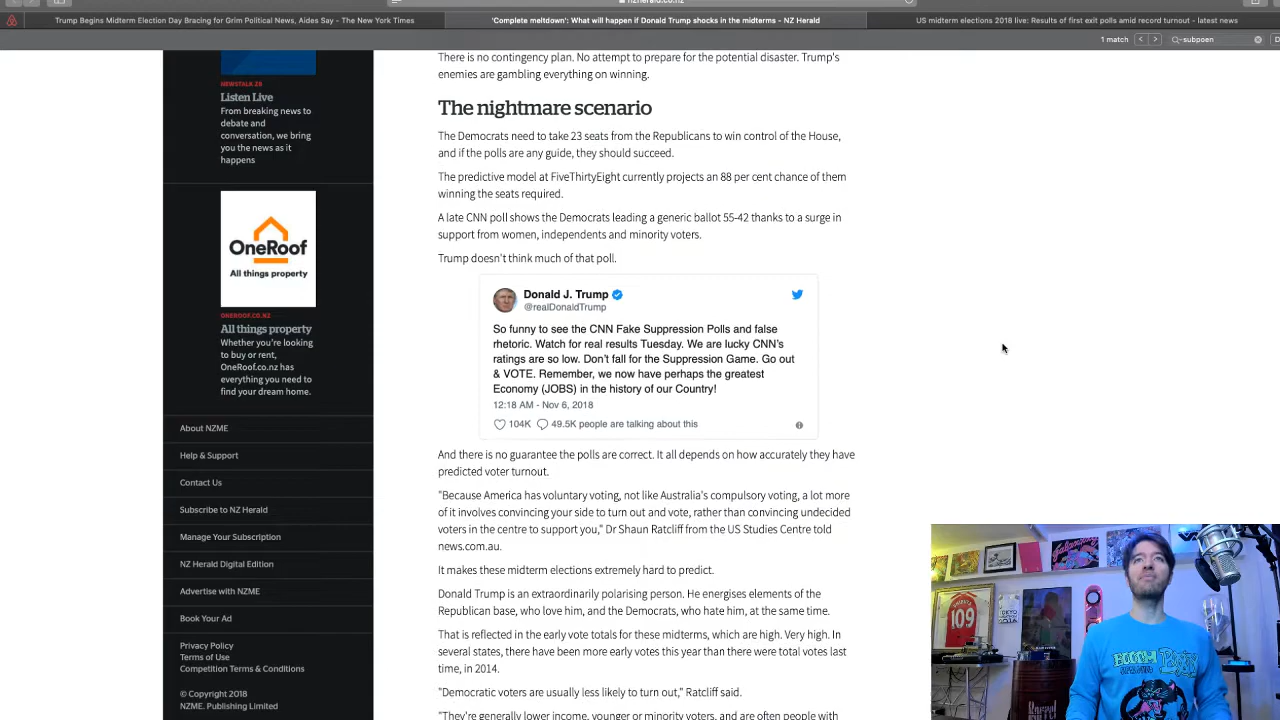 nzherald.co.nz
Trump Begins Midterm Election Day Bracing for Grim Political News, Aides Say - The New York Times
'Complete meltdown': What will happen if Donald Trump shocks in the midterms - NZ Herald
US midterm elections 2018 live: Results of first exit polls amid record turnout - latest news
1 match
subpoen
There is no contingency plan. No attempt to prepare for the potential disaster. Trump's
enemies are gambling everything on winning.
The nightmare scenario
The Democrats need to take 23 seats from the Republicans to win control of the House,
and if the polls are any guide, they should succeed.
The predictive model at FiveThirtyEight currently projects an 88 per cent chance of them
winning the seats required.
A late CNN poll shows the Democrats leading a generic ballot 55-42 thanks to a surge in
support from women, independents and minority voters.
Trump doesn't think much of that poll.
Donald J. Trump
@realDonaldTrump
So funny to see the CNN Fake Suppression Polls and false
rhetoric. Watch for real results Tuesday. We are lucky CNN's
ratings are so low. Don't fall for the Suppression Game. Go out
& VOTE. Remember, we now have perhaps the greatest
Economy (JOBS) in the history of our Country!
12:18 AM - Nov 6, 2018
104K 49.5K people are talking about this
And there is no guarantee the polls are correct. It all depends on how accurately they have
predicted voter turnout.
"Because America has voluntary voting, not like Australia's compulsory voting, a lot more
of it involves convincing your side to turn out and vote, rather than convincing undecided
voters in the centre to support you," Dr Shaun Ratcliff from the US Studies Centre told
news.com.au.
It makes these midterm elections extremely hard to predict.
Donald Trump is an extraordinarily polarising person. He energises elements of the
Republican base, who love him, and the Democrats, who hate him, at the same time.
That is reflected in the early vote totals for these midterms, which are high. Very high. In
several states, there have been more early votes this year than there were total votes last
time, in 2014.
"Democratic voters are usually less likely to turn out," Ratcliff said.
"They're generally lower income, younger or minority voters, and are often people with
NEWSTALK ZB
Listen Live
From breaking news to
debate and
conversation, we bring
you the news as it
happens
OneRoof
All things property
ONEROOF.CO.NZ
All things property
Whether you're looking
to buy or rent,
OneRoof.co.nz has
everything you need to
find your dream home.
About NZME
Help & Support
Contact Us
Subscribe to NZ Herald
Manage Your Subscription
NZ Herald Digital Edition
Advertise with NZME
Book Your Ad
Privacy Policy
Terms of Use
Competition Terms & Conditions
© Copyright 2018
NZME. Publishing Limited
109